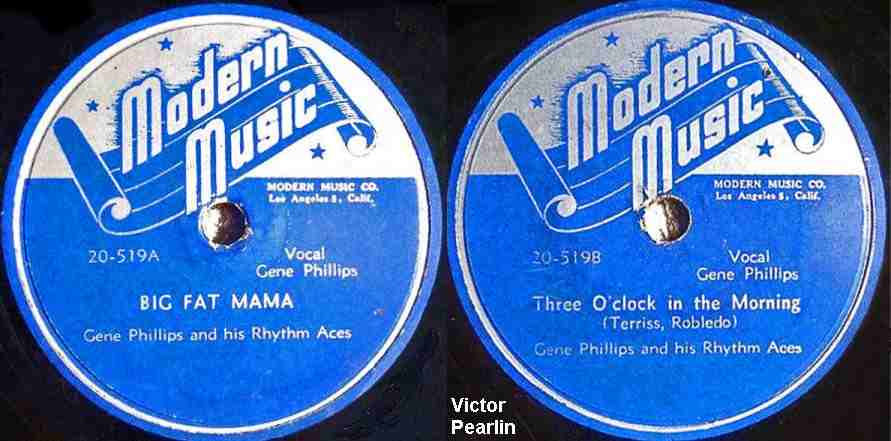 Modern
Music
MODERN MUSIC CO.
Los Angeles 8, Calif.
20-519A
Vocal
Gene Phillips
BIG FAT MAMA
Gene Phillips and his Rhythm Aces
Modern
Music
MODERN MUSIC CO.
Los Angeles 8, Calif.
20-519B
Vocal
Gene Phillips
Three O'clock in the Morning
(Terriss, Robledo)
Gene Phillips and his Rhythm Aces
Victor
Pearlin